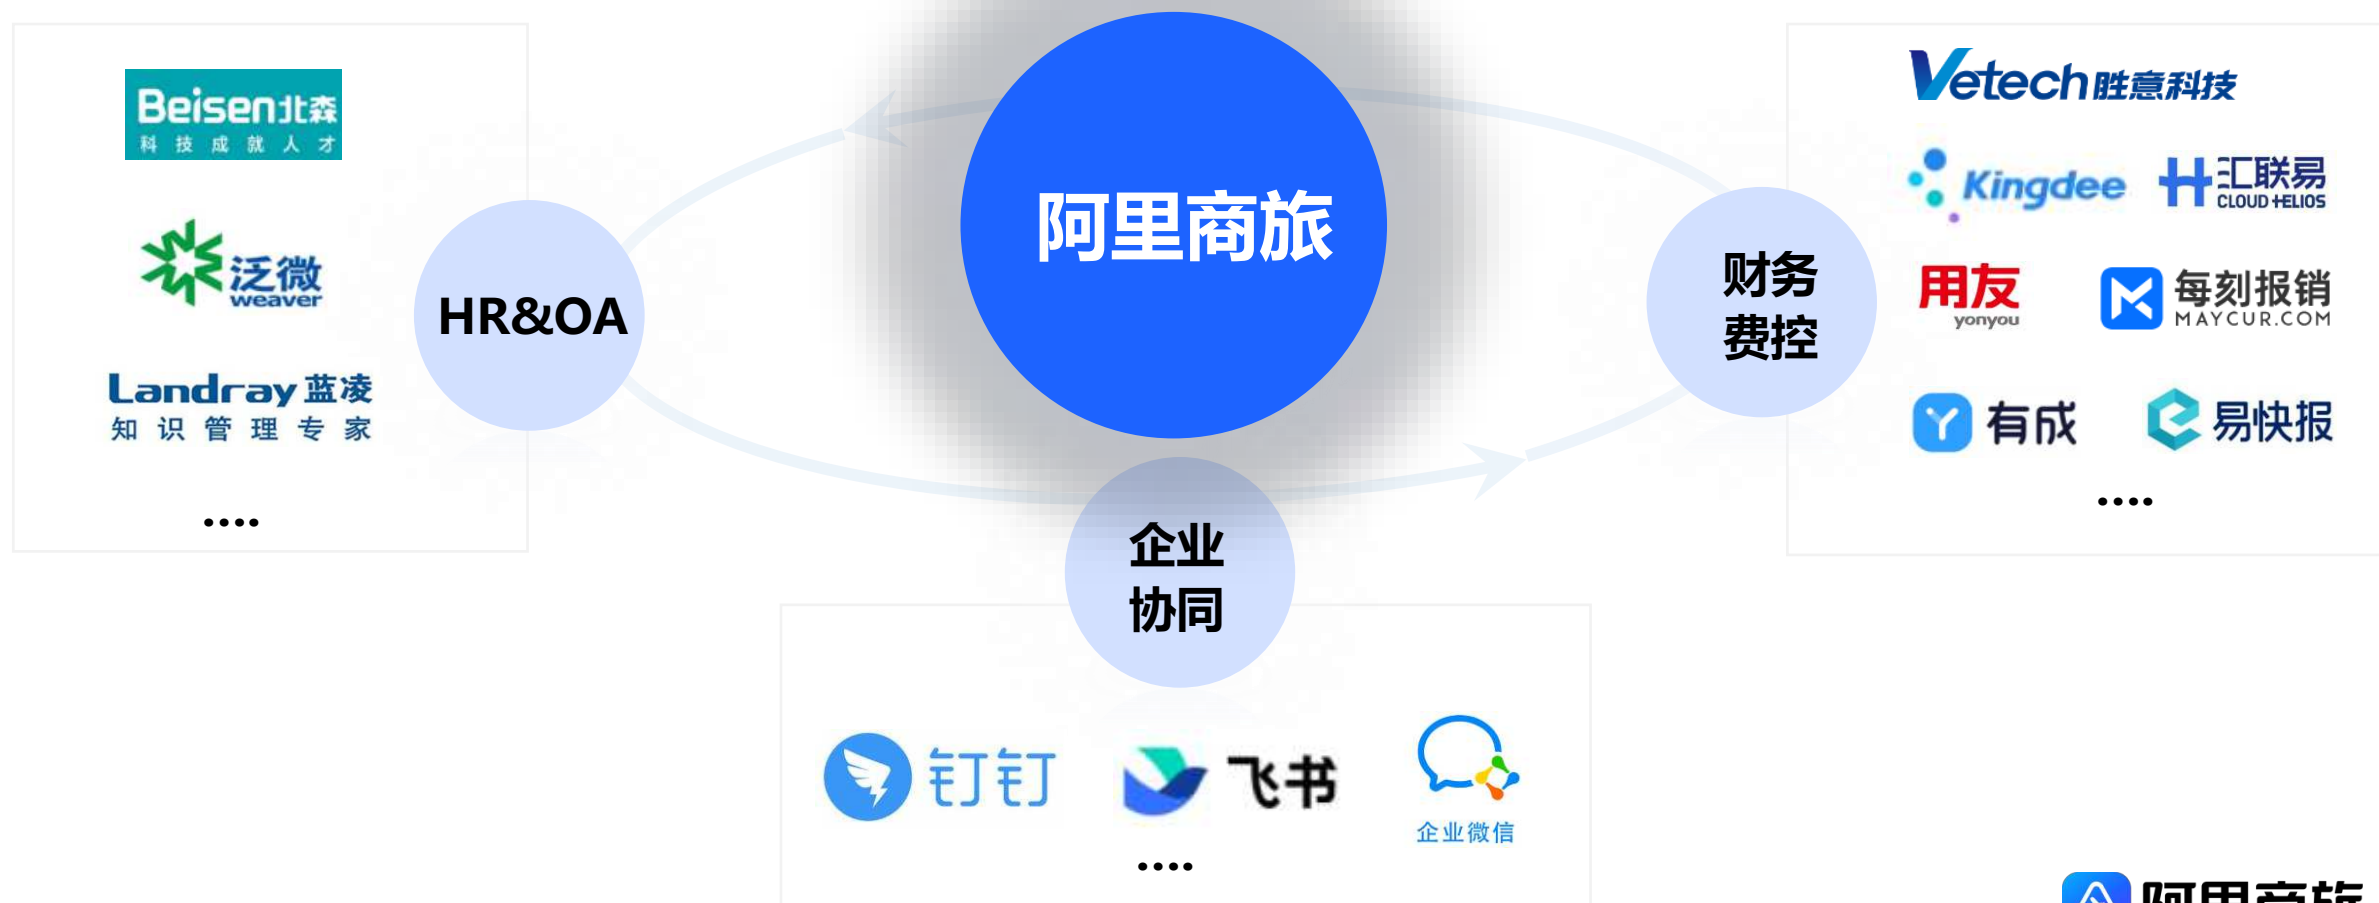 Beisen北森
科技成就人才
泛微
weaver
Landray蓝凌
知识管理专家
....
HR&OA
阿里商旅
企业
协同
钉钉
飞书
企业微信
....
财务
费控
Vetech胜意科技
Kingdee
汇联易
CLOUD HELIOS
用友
yonyou
每刻报销
MAYCUR.COM
有成
易快报
....
阿里商旅